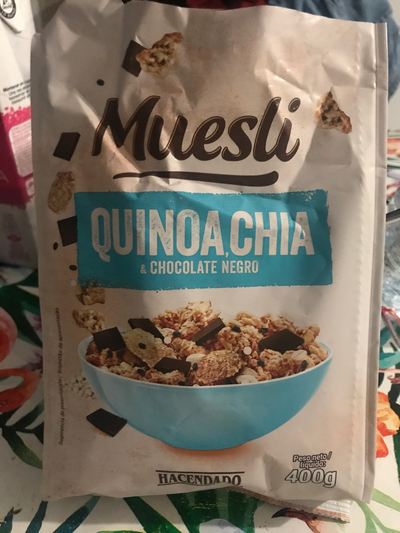 Muesli
QUINOA, CHIA
& CHOCOLATE NEGRO
Peso neto/
líquido:
400g
HACENDADO